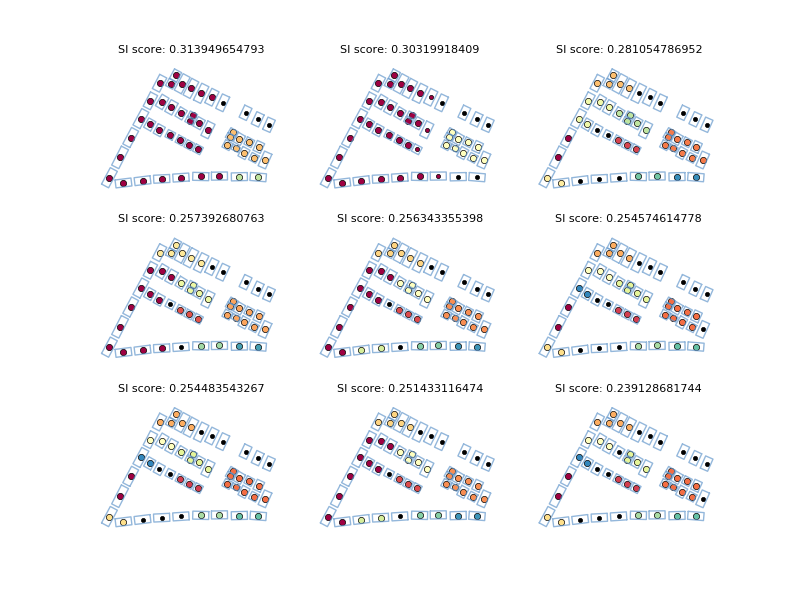 SI score: 0.313949654793
SI score: 0.30319918409
SI score: 0.281054786952
SI score: 0.257392680763
SI score: 0.256343355398
SI score: 0.254574614778
SI score: 0.254483543267
SI score: 0.251433116474
SI score: 0.239128681744